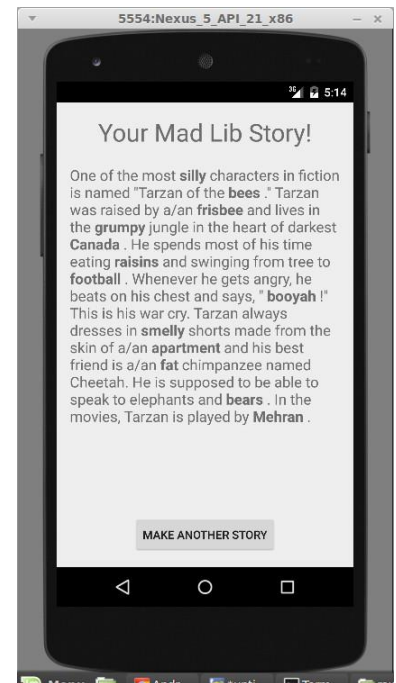 5554:Nexus_5_API_21_x86
3G 5:14
Your Mad Lib Story!
One of the most silly characters in fiction
is named "Tarzan of the bees ." Tarzan
was raised by a/an frisbee and lives in
the grumpy jungle in the heart of darkest
Canada . He spends most of his time
eating raisins and swinging from tree to
football . Whenever he gets angry, he
beats on his chest and says, " booyah !"
This is his war cry. Tarzan always
dresses in smelly shorts made from the
skin of a/an apartment and his best
friend is a/an fat chimpanzee named
Cheetah. He is supposed to be able to
speak to elephants and bears . In the
movies, Tarzan is played by Mehran .
MAKE ANOTHER STORY